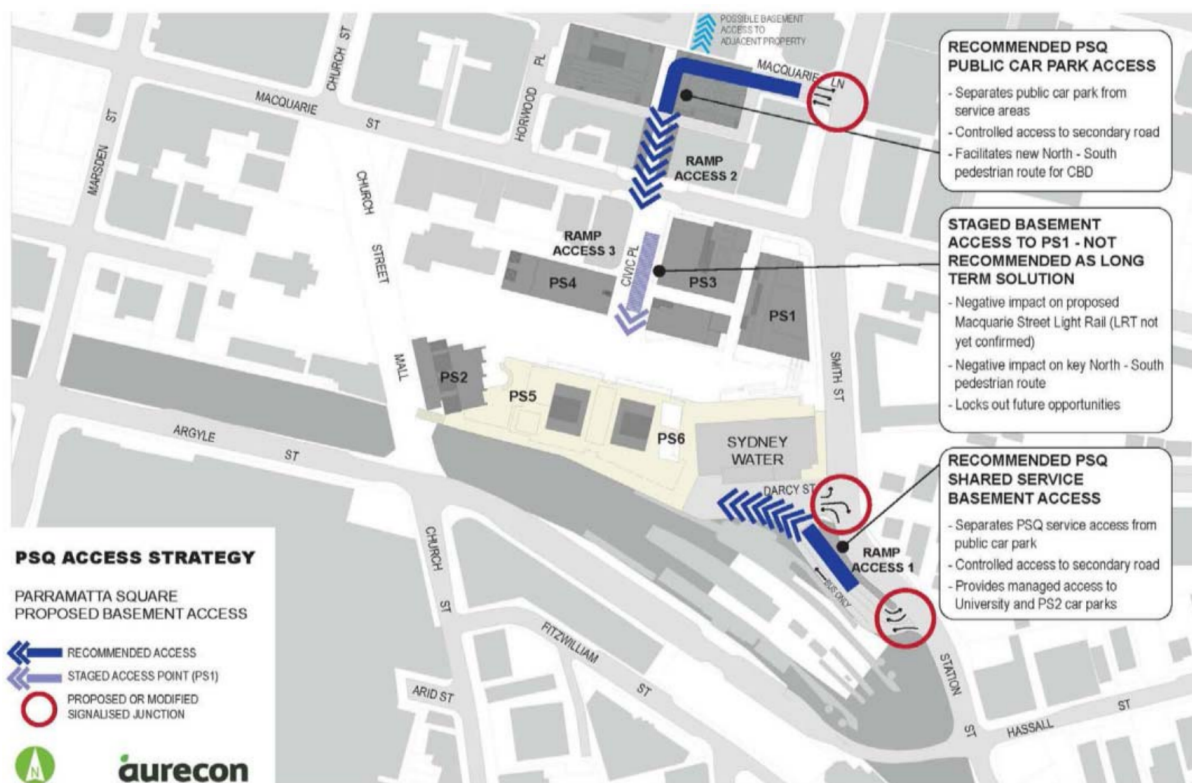 POSSIBLE BASEMENT
ACCESS TO
ADJACENT PROPERTY
CHURCH ST
PL
HORWOOD
MACQUARIE
LN
MARSDEN
ST
MACQUARIE
ST
RAMP
ACCESS 2
CHURCH
STREET
MALL
RAMP
ACCESS 3
CIVIC PL
PS4
PS3
PS1
SMITH ST
PS2
PS5
PS6
SYDNEY
WATER
DARCY ST
ARGYLE
ST
RAMP
ACCESS 1
BUS ONLY
CHURCH
ST
FITZWILLIAM
ST
ARID ST
STATION
ST
HASSALL
ST
RECOMMENDED PSQ
PUBLIC CAR PARK ACCESS
- Separates public car park from
service areas
- Controlled access to secondary road
- Facilitates new North - South
pedestrian route for CBD
STAGED BASEMENT
ACCESS TO PS1 - NOT
RECOMMENDED AS LONG
TERM SOLUTION
- Negative impact on proposed
Macquarie Street Light Rail (LRT not
yet confirmed)
- Negative impact on key North - South
pedestrian route
- Locks out future opportunities
RECOMMENDED PSQ
SHARED SERVICE
BASEMENT ACCESS
- Separates PSQ service access from
public car park
- Controlled access to secondary road
- Provides managed access to
University and PS2 car parks
PSQ ACCESS STRATEGY
PARRAMATTA SQUARE
PROPOSED BASEMENT ACCESS
RECOMMENDED ACCESS
STAGED ACCESS POINT (PS1)
PROPOSED OR MODIFIED
SIGNALISED JUNCTION
N
aurecon